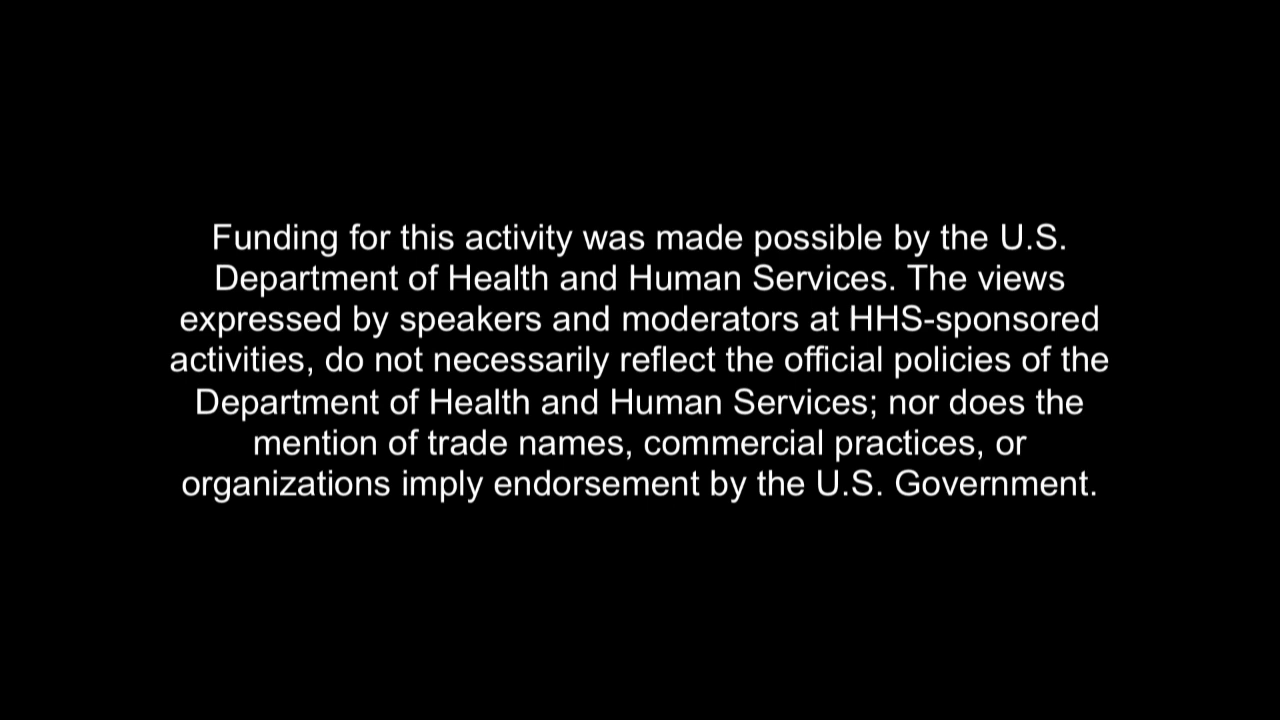 Funding for this activity was made possible by the U.S.
Department of Health and Human Services. The views
expressed by speakers and moderators at HHS-sponsored
activities, do not necessarily reflect the official policies of the
Department of Health and Human Services; nor does the
mention of trade names, commercial practices, or
organizations imply endorsement by the U.S. Government.